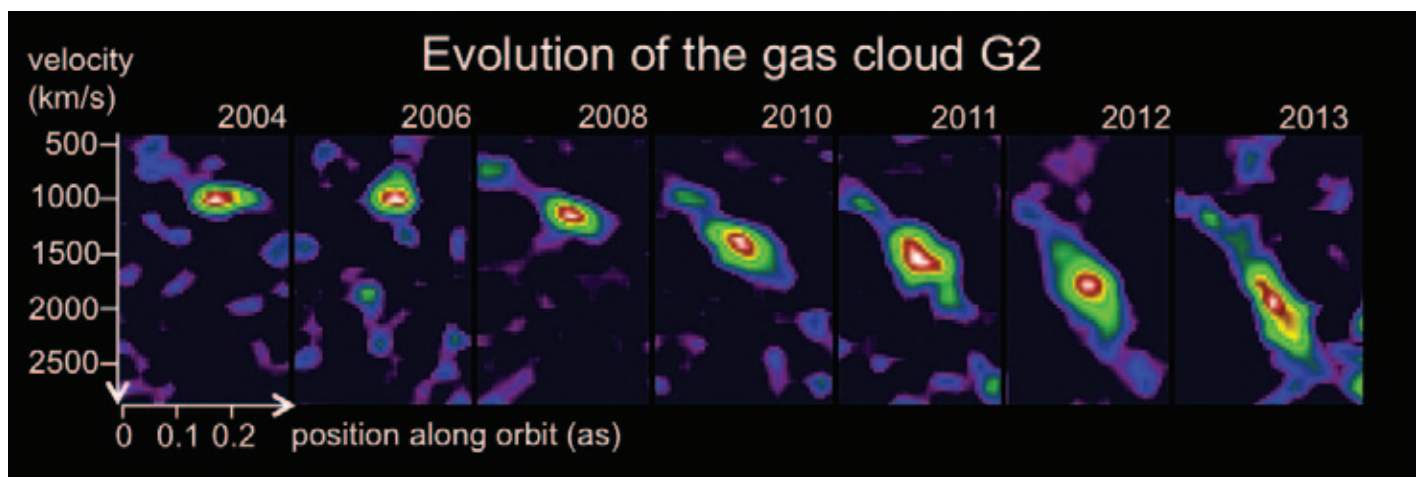 Evolution of the gas cloud G2
velocity
(km/s)
2004 2006 2008 2010 2011 2012 2013
500
1000
1500
2000
2500
0 0.1 0.2 position along orbit (as)